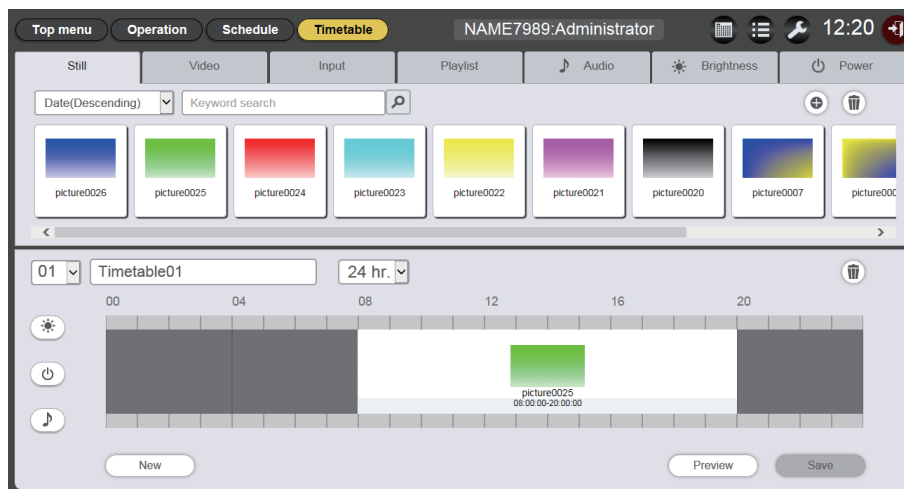 Top menu Operation Schedule Timetable NAME7989:Administrator 12:20
Still Video Input Playlist Audio Brightness Power
Date(Descending) Keyword search
picture0026 picture0025 picture0024 picture0023 picture0022 picture0021 picture0020 picture0007 picture000
01 Timetable01 24 hr.
00 04 08 12 16 20
picture0025
08:00:00-20:00:00
New Preview Save